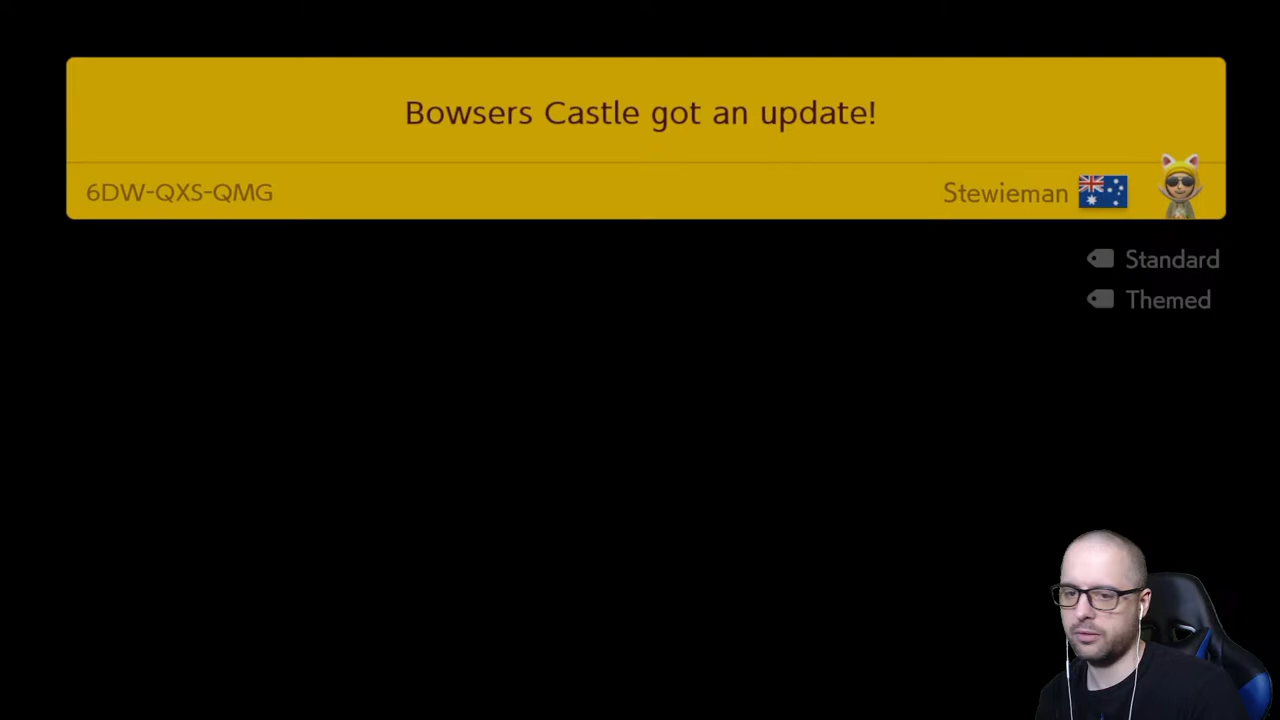 Bowsers Castle got an update!
6DW-QXS-QMG
Stewieman
Standard
Themed